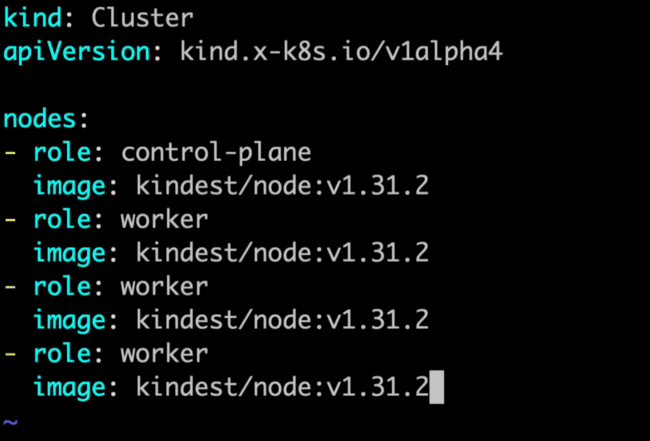 kind: Cluster
apiVersion: kind.x-k8s.io/v1alpha4

nodes:
- role: control-plane
  image: kindest/node:v1.31.2
- role: worker
  image: kindest/node:v1.31.2
- role: worker
  image: kindest/node:v1.31.2
- role: worker
  image: kindest/node:v1.31.2
~